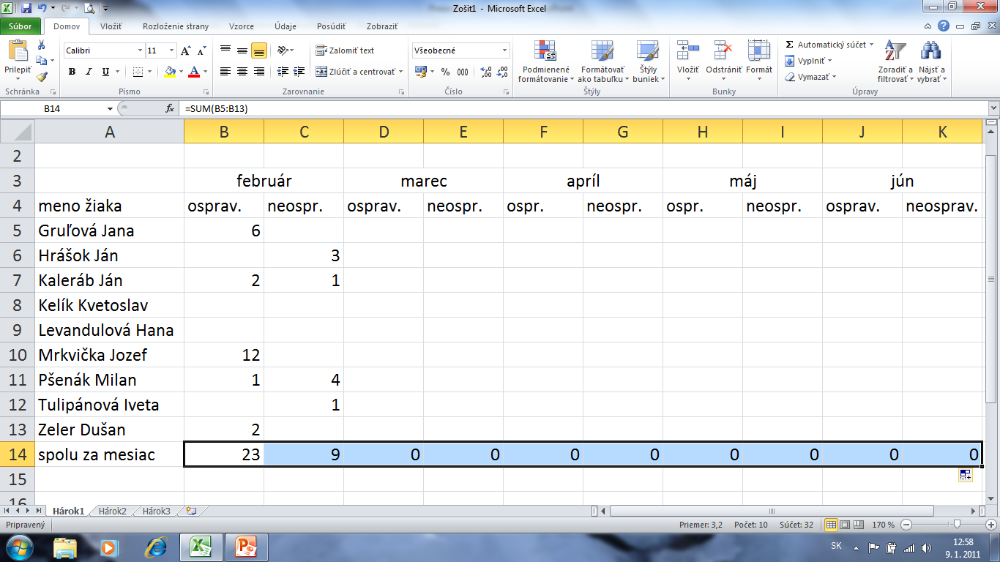 Zošit1 - Microsoft Excel
Súbor Domov Vložiť Rozloženie strany Vzorce Údaje Posúdiť Zobraziť
Prilepiť
Schránka
Calibri 11
B I U
Písmo
Zalomiť text
Zlúčiť a centrovať
Zarovnanie
Všeobecné
% 000
Číslo
Podmienené formátovanie
Formátovať ako tabuľku
Štýly buniek
Štýly
Vložiť Odstrániť Formát
Bunky
Σ Automatický súčet
Vyplniť
Vymazať
Zoradiť a filtrovať
Nájsť a vybrať
Úpravy
B14 fx =SUM(B5:B13)
A B C D E F G H I J K
2
3 február marec apríl máj jún
4 meno žiaka osprav. neospr. osprav. neospr. ospr. neospr. ospr. neospr. osprav. neosprav.
5 Gruľová Jana 6
6 Hrášok Ján 3
7 Kaleráb Ján 2 1
8 Kelík Kvetoslav
9 Levandulová Hana
10 Mrkvička Jozef 12
11 Pšenák Milan 1 4
12 Tulipánová Iveta 1
13 Zeler Dušan 2
14 spolu za mesiac 23 9 0 0 0 0 0 0 0 0
15
16
Hárok1 Hárok2 Hárok3
Pripravený Priemer: 3,2 Počet: 10 Súčet: 32 170 %
SK 12:58
9. 1. 2011